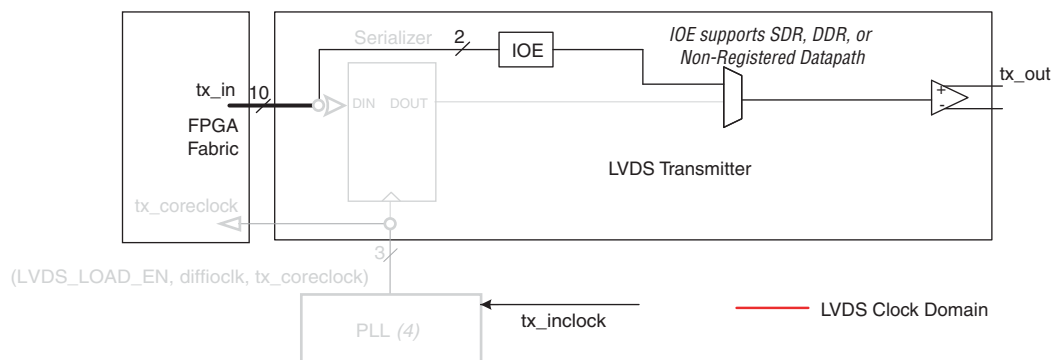 Serializer
2
IOE
IOE supports SDR, DDR, or
Non-Registered Datapath
tx_out
tx_in
10
DIN DOUT
+
-
FPGA
Fabric
LVDS Transmitter
tx_coreclock
3
(LVDS_LOAD_EN, diffioclk, tx_coreclock)
tx_inclock
LVDS Clock Domain
PLL (4)